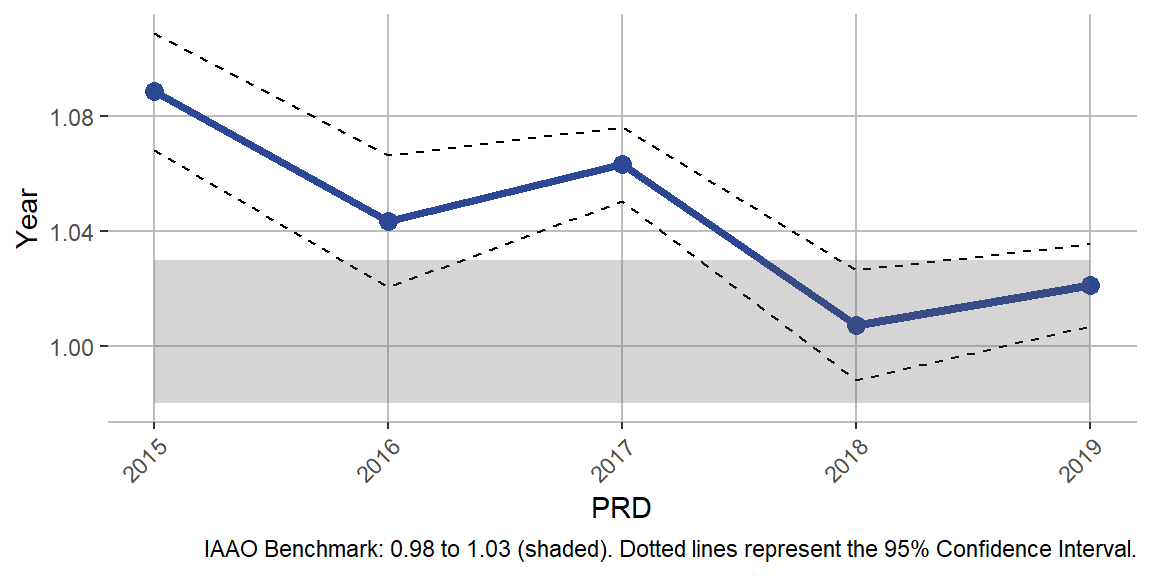 1.08
1.04
1.00
Year
2015
2016
2017
2018
2019
PRD
IAAO Benchmark: 0.98 to 1.03 (shaded). Dotted lines represent the 95% Confidence Interval.